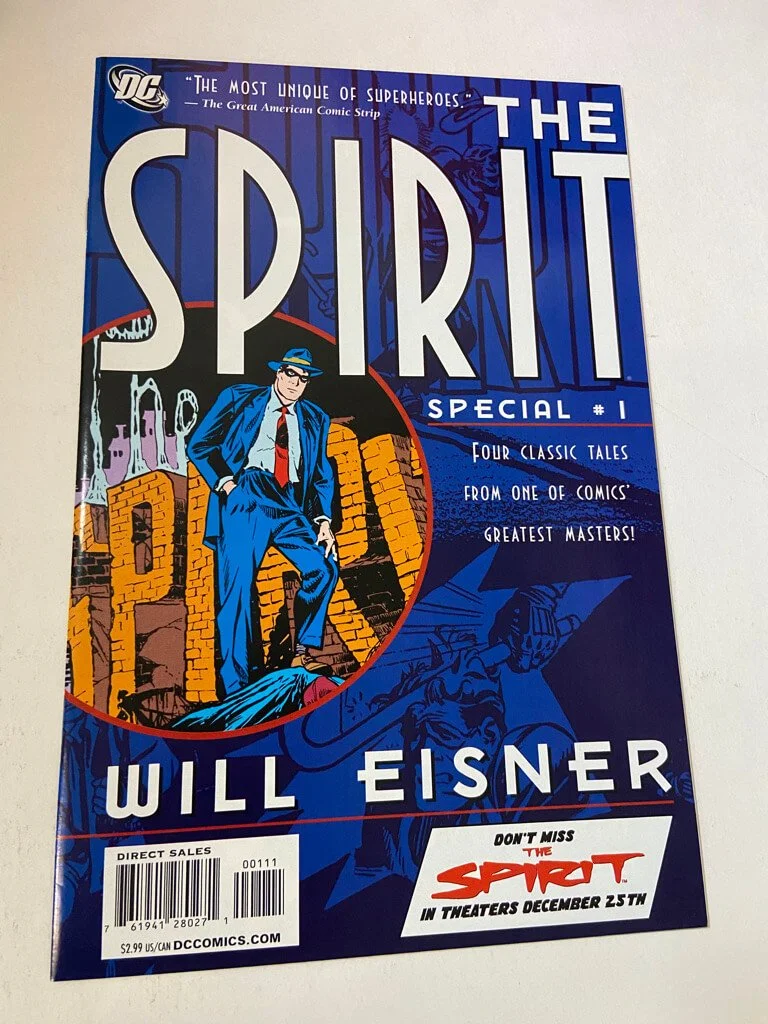 DC
"THE MOST UNIQUE OF SUPERHEROES."
— The Great American Comic Strip
THE
SPIRIT
SPECIAL #1
FOUR CLASSIC TALES
FROM ONE OF COMICS'
GREATEST MASTERS!
WILL EISNER
DIRECT SALES
00111
7 61941 28027 1
$2.99 US/CAN DCCOMICS.COM
DON'T MISS
THE
SPIRIT™
IN THEATERS DECEMBER 25TH